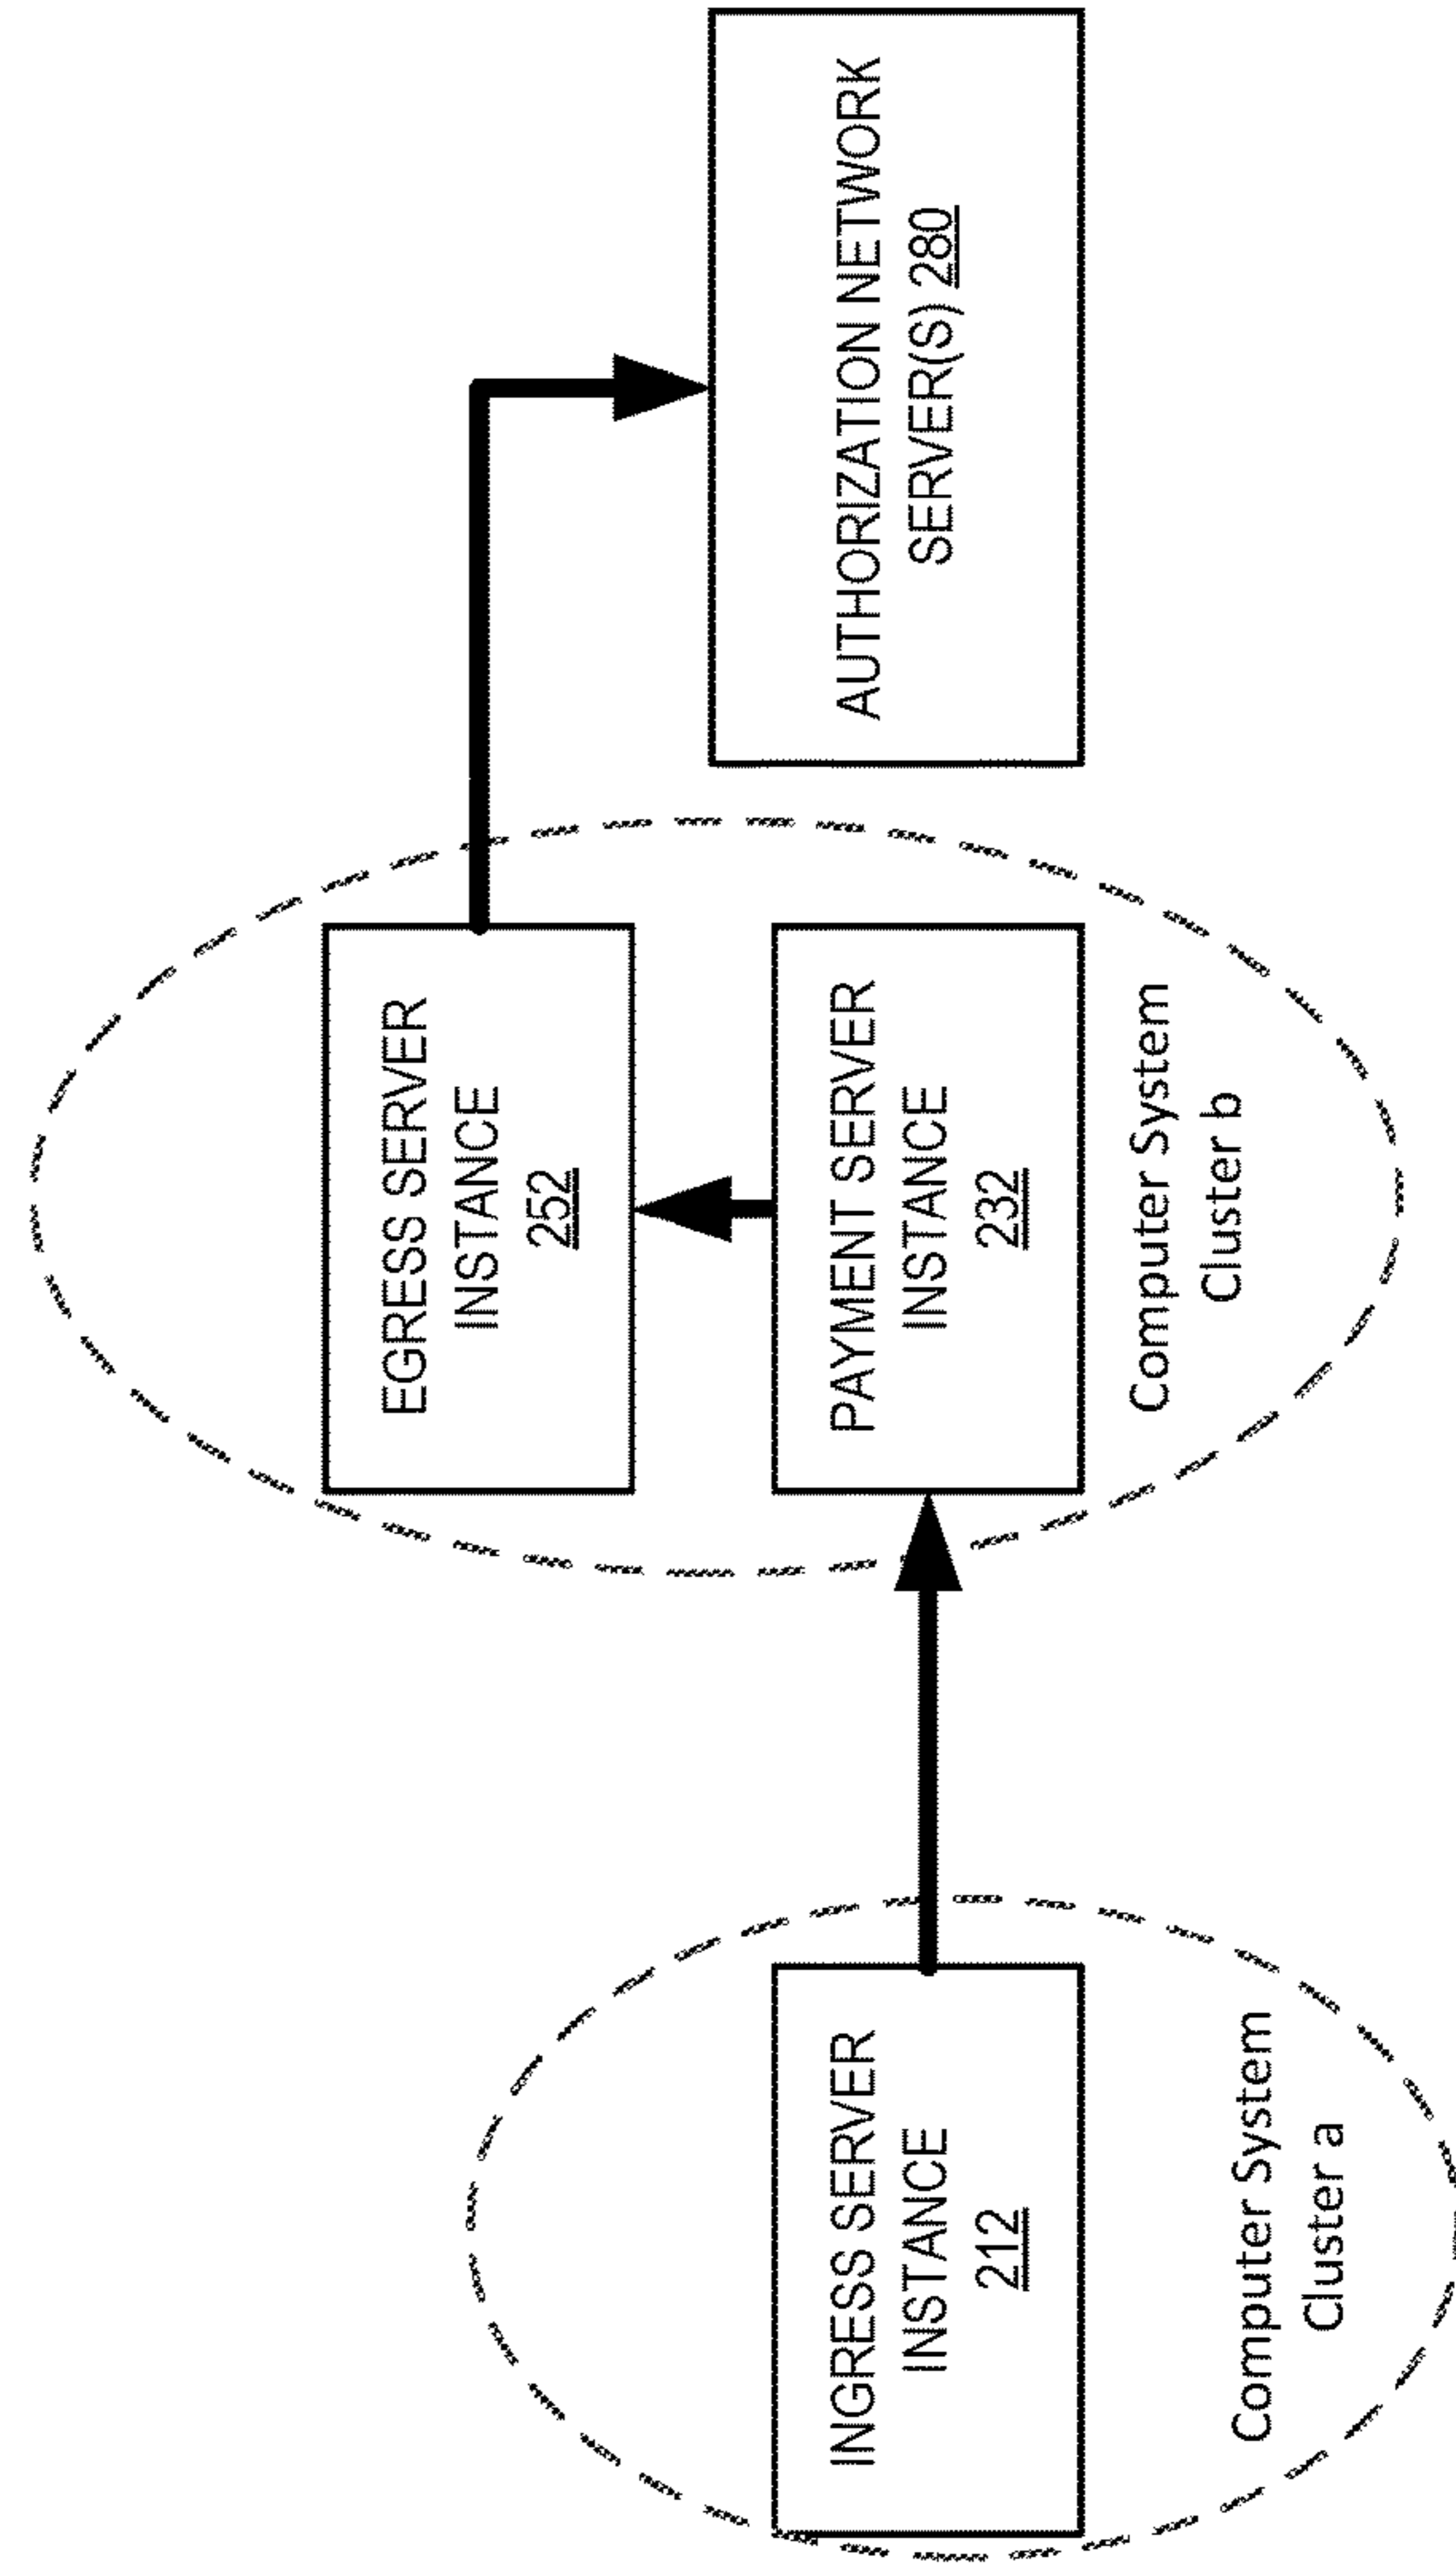 INGRESS SERVER
INSTANCE
212
Computer System
Cluster a
EGRESS SERVER
INSTANCE
252
PAYMENT SERVER
INSTANCE
232
Computer System
Cluster b
AUTHORIZATION NETWORK
SERVER(S) 280